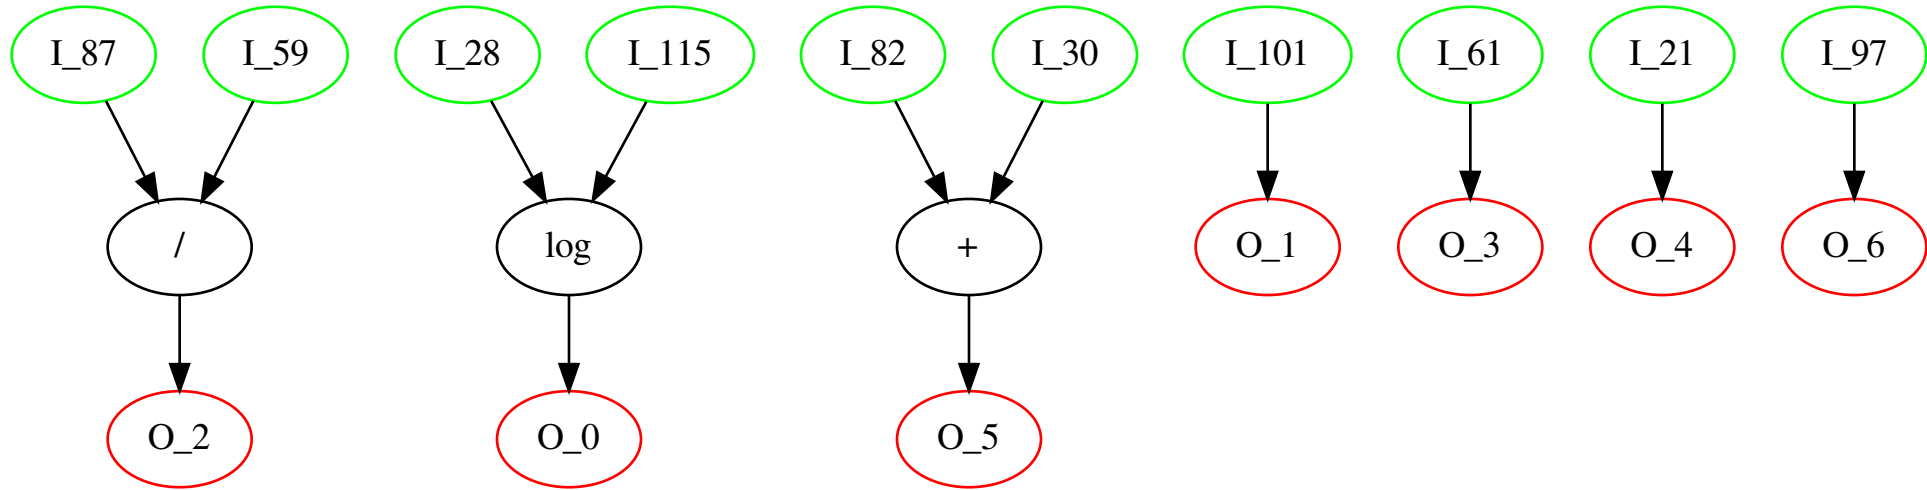 I_87 I_59 I_28 I_115 I_82 I_30 I_101 I_61 I_21 I_97
/ log + O_1 O_3 O_4 O_6
O_2 O_0 O_5